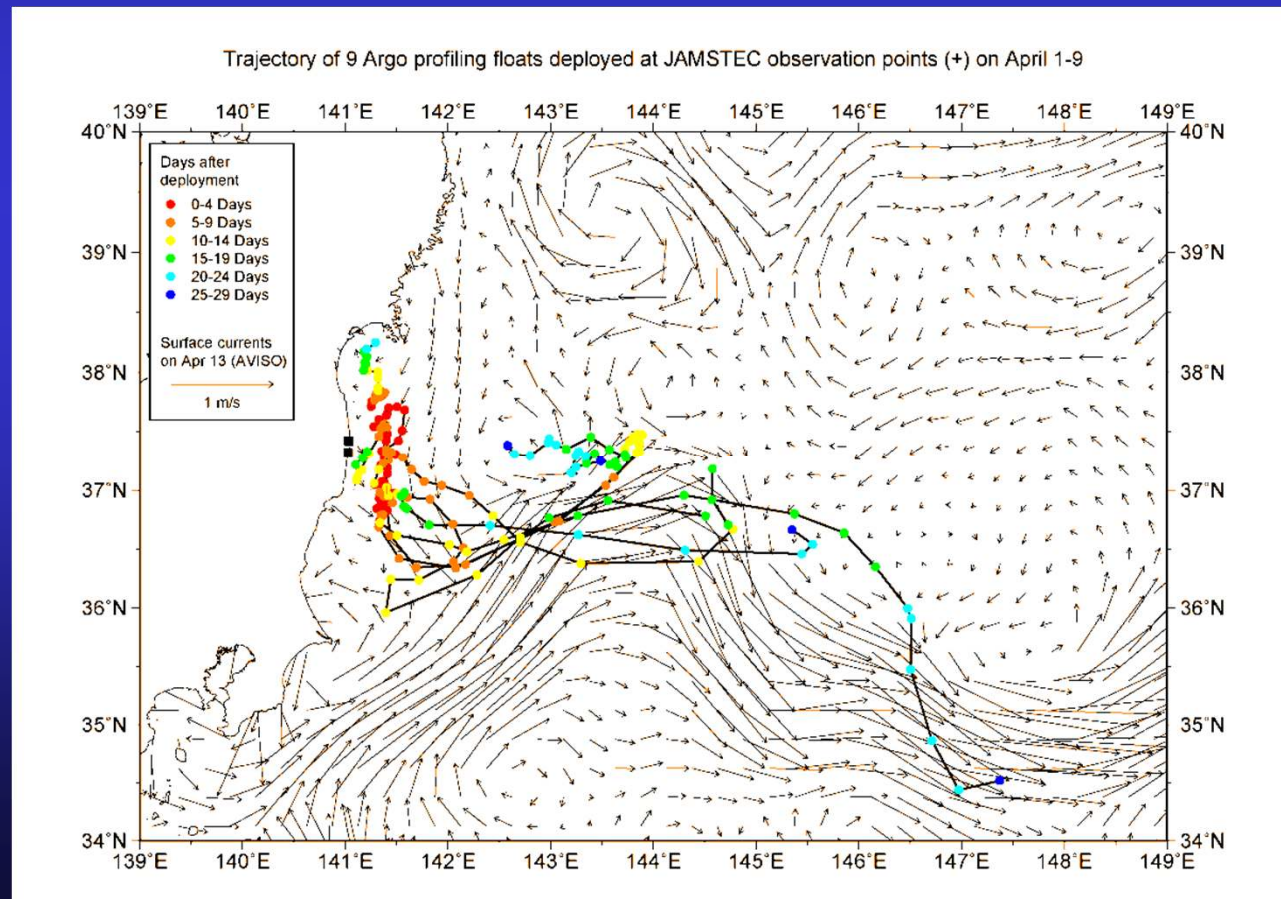 Trajectory of 9 Argo profiling floats deployed at JAMSTEC observation points (+) on April 1-9
139˚E 140˚E 141˚E 142˚E 143˚E 144˚E 145˚E 146˚E 147˚E 148˚E 149˚E
40˚N 40˚N
Days after
deployment
0-4 Days
5-9 Days
10-14 Days
15-19 Days
20-24 Days
25-29 Days
Surface currents
on Apr 13 (AVISO)
1 m/s
39˚N 39˚N
38˚N 38˚N
37˚N 37˚N
36˚N 36˚N
35˚N 35˚N
34˚N 34˚N
139˚E 140˚E 141˚E 142˚E 143˚E 144˚E 145˚E 146˚E 147˚E 148˚E 149˚E